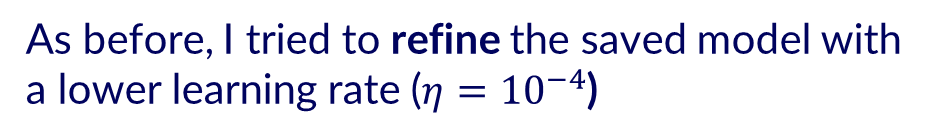 As before, I tried to refine the saved model with
a lower learning rate (η = 10⁻⁴)